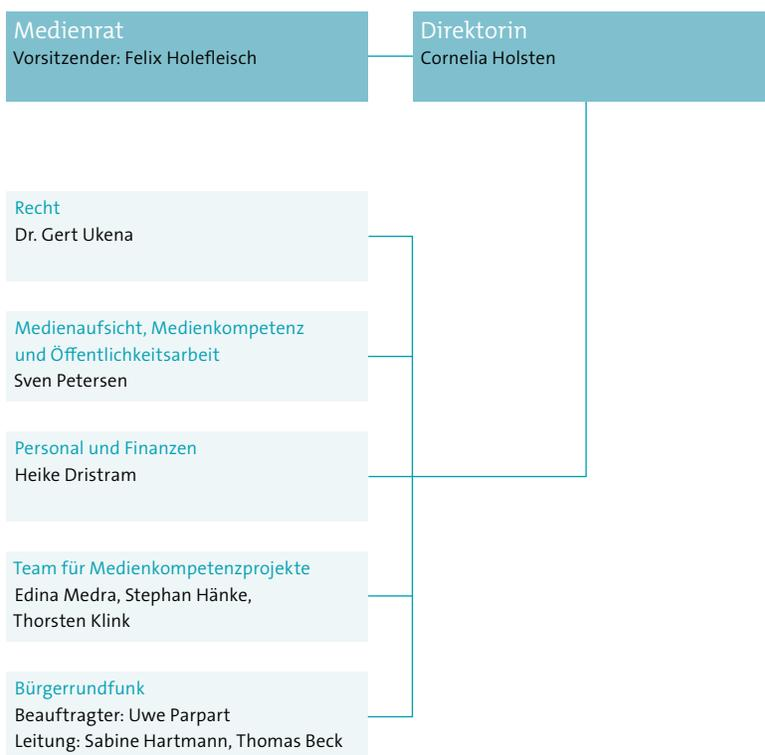 Medienrat
Vorsitzender: Felix Holefleisch
Direktorin
Cornelia Holsten
Recht
Dr. Gert Ukena
Medienaufsicht, Medienkompetenz
und Öffentlichkeitsarbeit
Sven Petersen
Personal und Finanzen
Heike Dristram
Team für Medienkompetenzprojekte
Edina Medra, Stephan Hänke,
Thorsten Klink
Bürgerrundfunk
Beauftragter: Uwe Parpart
Leitung: Sabine Hartmann, Thomas Beck